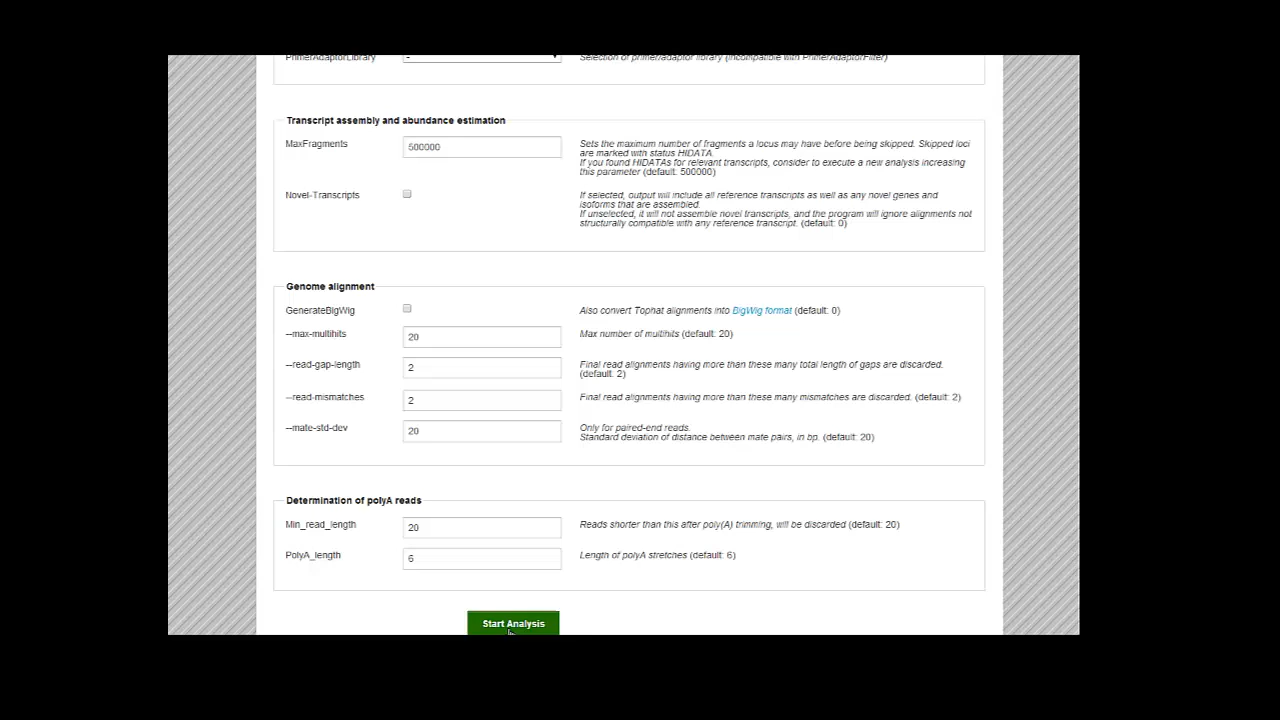 PrimerAdaptorLibrary - Selection of primer/adaptor library (incompatible with PrimerAdaptorFilter)
Transcript assembly and abundance estimation
MaxFragments 500000 Sets the maximum number of fragments a locus may have before being skipped. Skipped loci
are marked with status HIDATA.
If you found HIDATAs for relevant transcripts, consider to execute a new analysis increasing
this parameter (default: 500000)
Novel-Transcripts If selected, output will include all reference transcripts as well as any novel genes and
isoforms that are assembled.
If unselected, it will not assemble novel transcripts, and the program will ignore alignments not
structurally compatible with any reference transcript. (default: 0)
Genome alignment
GenerateBigWig Also convert Tophat alignments into BigWig format (default: 0)
--max-multihits 20 Max number of multihits (default: 20)
--read-gap-length 2 Final read alignments having more than these many total length of gaps are discarded.
(default: 2)
--read-mismatches 2 Final read alignments having more than these many mismatches are discarded. (default: 2)
--mate-std-dev 20 Only for paired-end reads.
Standard deviation of distance between mate pairs, in bp. (default: 20)
Determination of polyA reads
Min_read_length 20 Reads shorter than this after poly(A) trimming, will be discarded (default: 20)
PolyA_length 6 Length of polyA stretches (default: 6)
Start Analysis